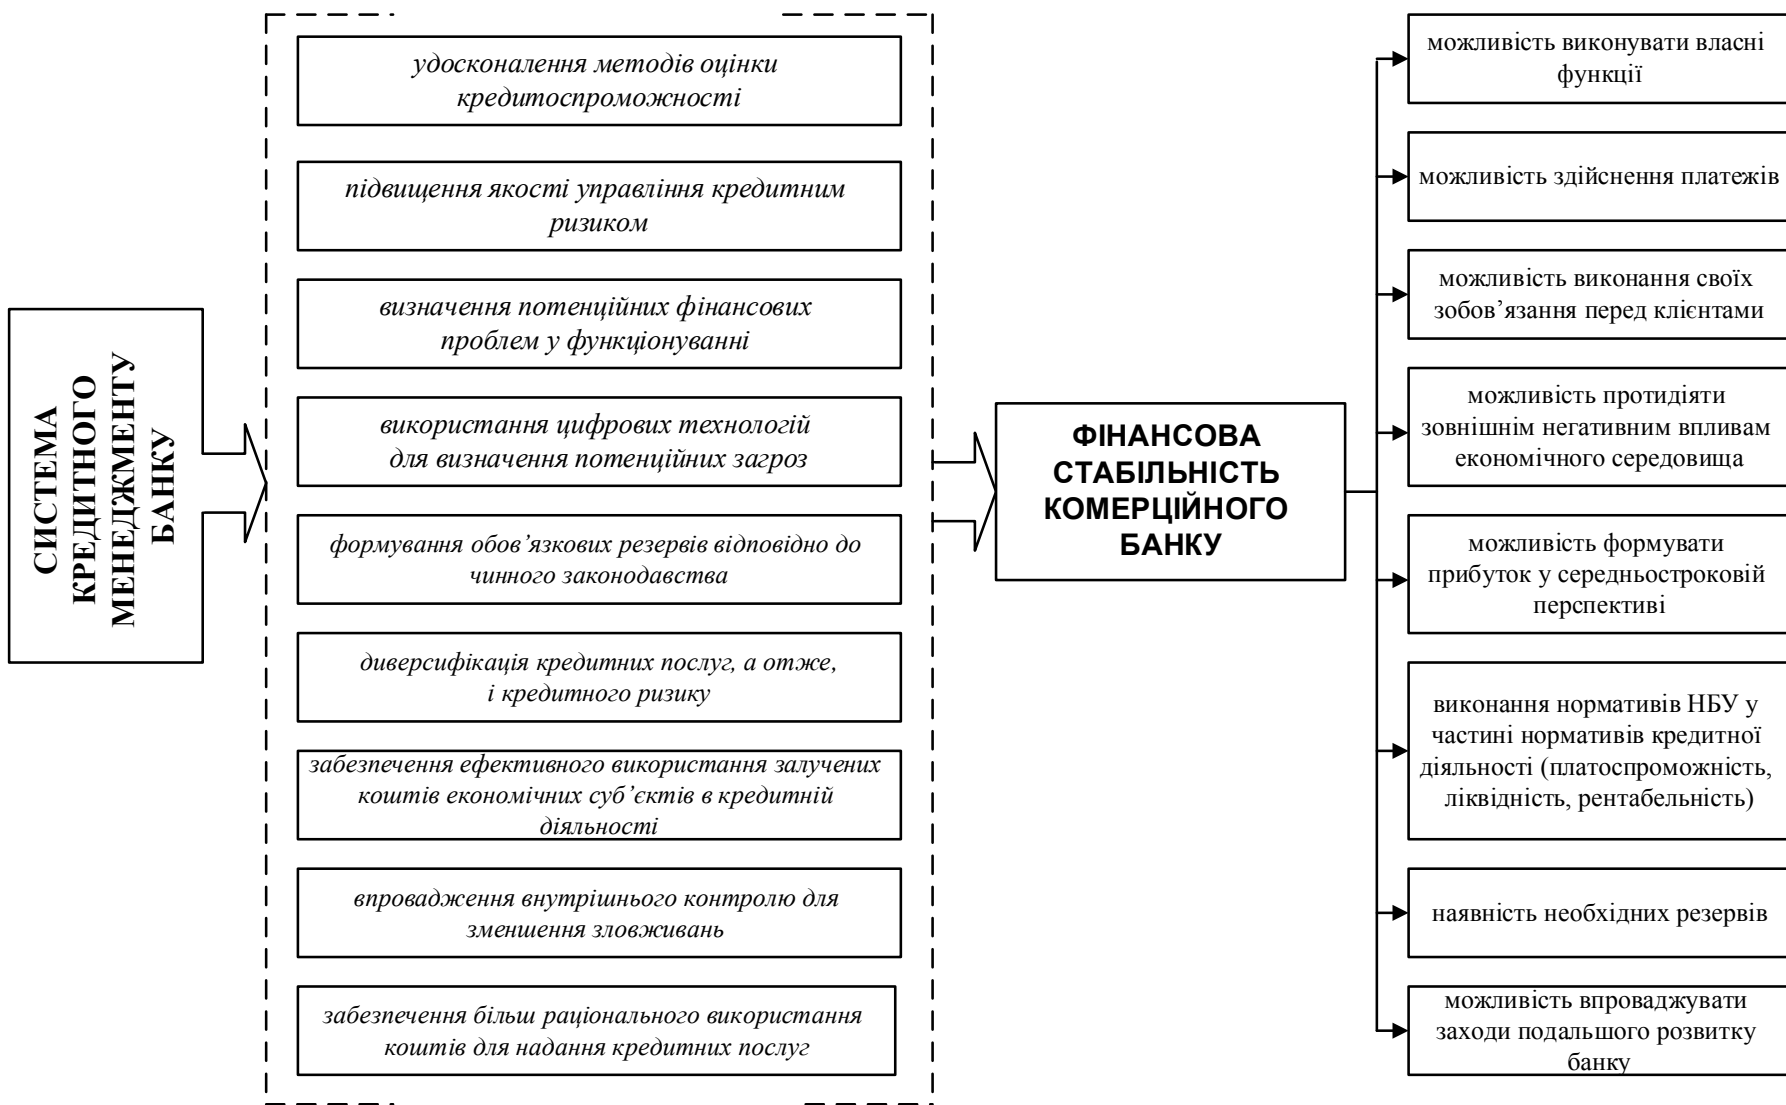 СИСТЕМА
КРЕДИТНОГО
МЕНЕДЖМЕНТУ
БАНКУ
удосконалення методів оцінки
кредитоспроможності
підвищення якості управління кредитним
ризиком
визначення потенційних фінансових
проблем у функціонуванні
використання цифрових технологій
для визначення потенційних загроз
формування обов’язкових резервів відповідно до
чинного законодавства
диверсифікація кредитних послуг, а отже,
і кредитного ризику
забезпечення ефективного використання залучених
коштів економічних суб’єктів в кредитній
діяльності
впровадження внутрішнього контролю для
зменшення зловживань
забезпечення більш раціонального використання
коштів для надання кредитних послуг
ФІНАНСОВА
СТАБІЛЬНІСТЬ
КОМЕРЦІЙНОГО
БАНКУ
можливість виконувати власні
функції
можливість здійснення платежів
можливість виконання своїх
зобов’язання перед клієнтами
можливість протидіяти
зовнішнім негативним впливам
економічного середовища
можливість формувати
прибуток у середньостроковій
перспективі
виконання нормативів НБУ у
частині нормативів кредитної
діяльності (платоспроможність,
ліквідність, рентабельність)
наявність необхідних резервів
можливість впроваджувати
заходи подальшого розвитку
банку